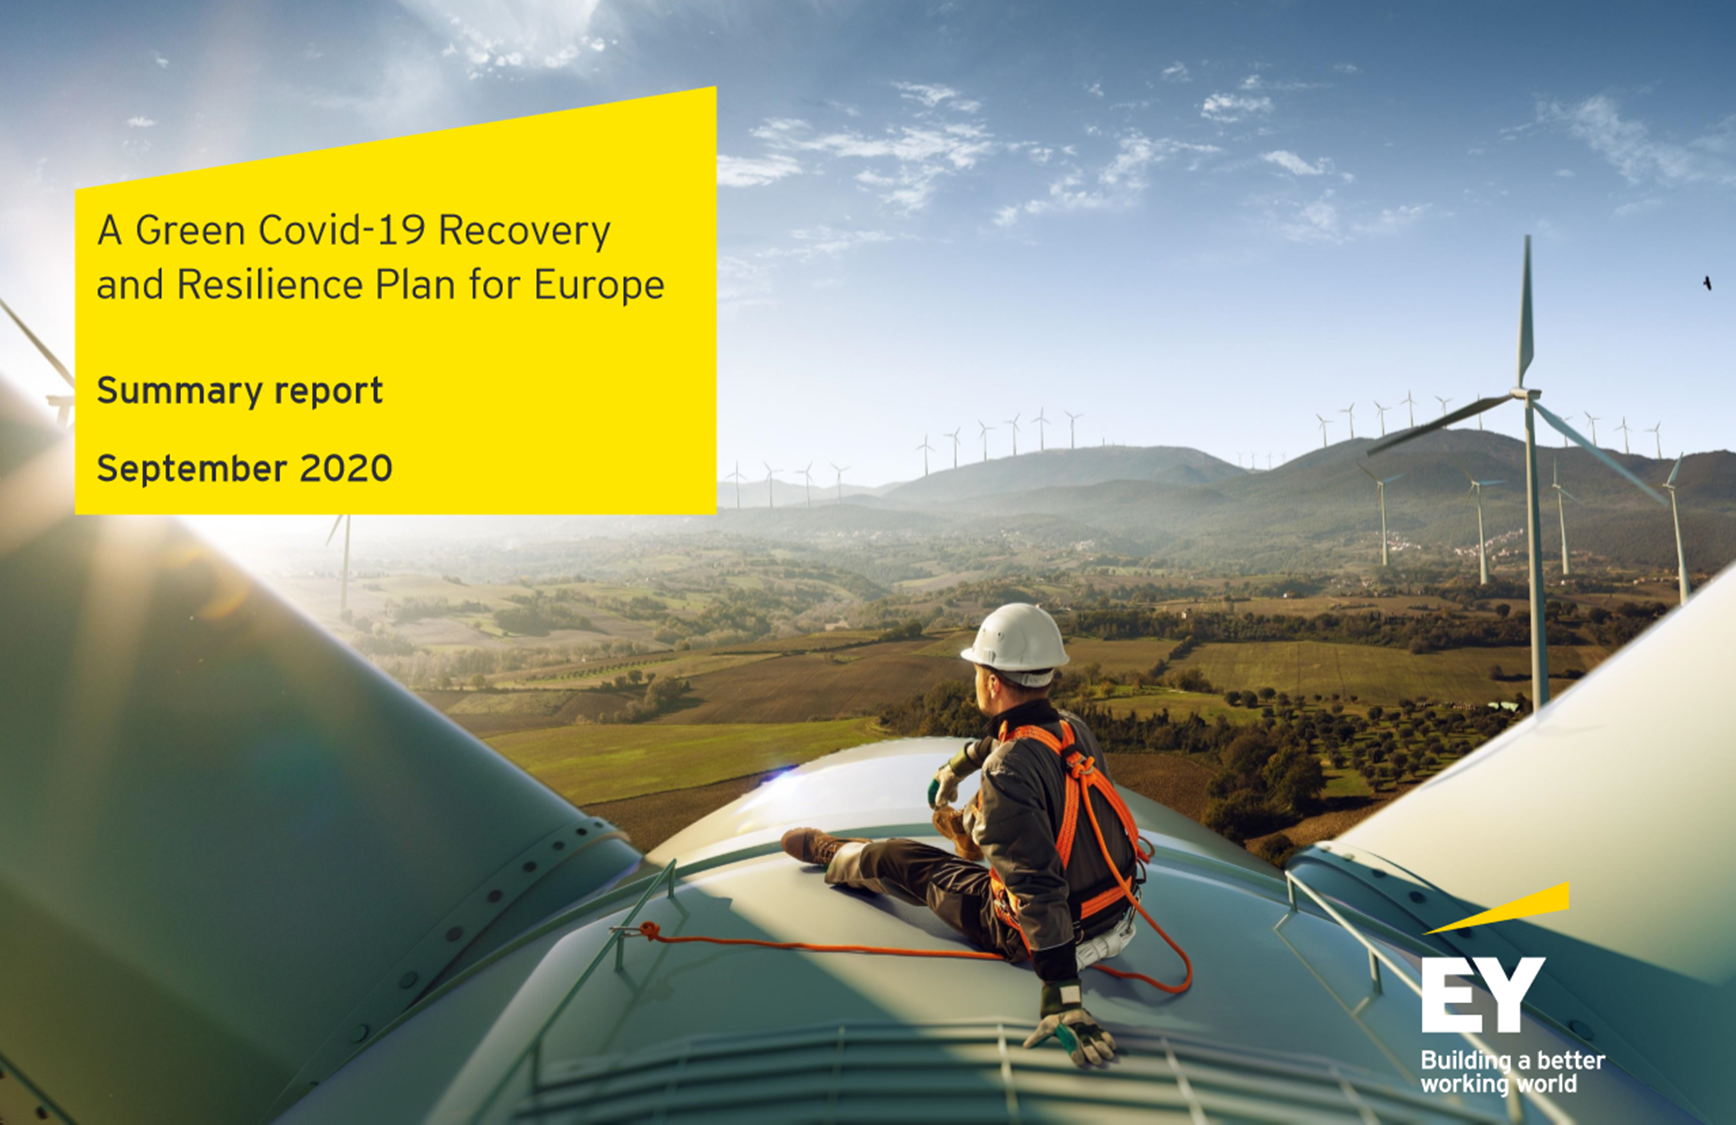 A Green Covid-19 Recovery
and Resilience Plan for Europe
Summary report
September 2020
EY
Building a better
working world